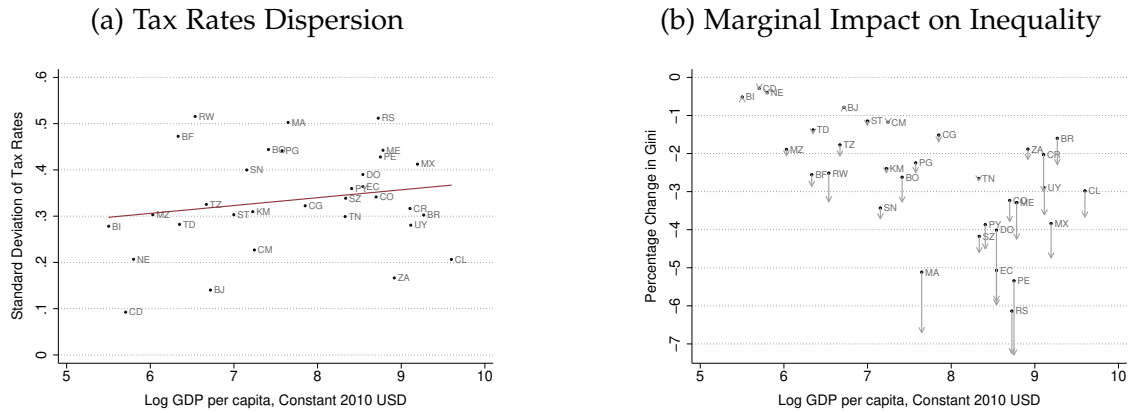 (a) Tax Rates Dispersion
Standard Deviation of Tax Rates
.6
.5
.4
.3
.2
.1
0
RW
MA
RS
BF
BO
PG
ME
PE
MX
SN
DO
EC
PY
CO
SZ
TZ
CG
CR
BR
MZ
ST
KM
TN
BI
TD
UY
CM
NE
CL
ZA
BJ
CD
5 6 7 8 9 10
Log GDP per capita, Constant 2010 USD
(b) Marginal Impact on Inequality
Percentage Change in Gini
0
-1
-2
-3
-4
-5
-6
-7
CD
NE
BI
BJ
ST
CM
TD
CG
BR
TZ
MZ
ZA
CR
PG
KM
BF
RW
BO
TN
UY
CL
CO
ME
SN
MX
PY
DO
SZ
EC
MA
PE
RS
5 6 7 8 9 10
Log GDP per capita, Constant 2010 USD